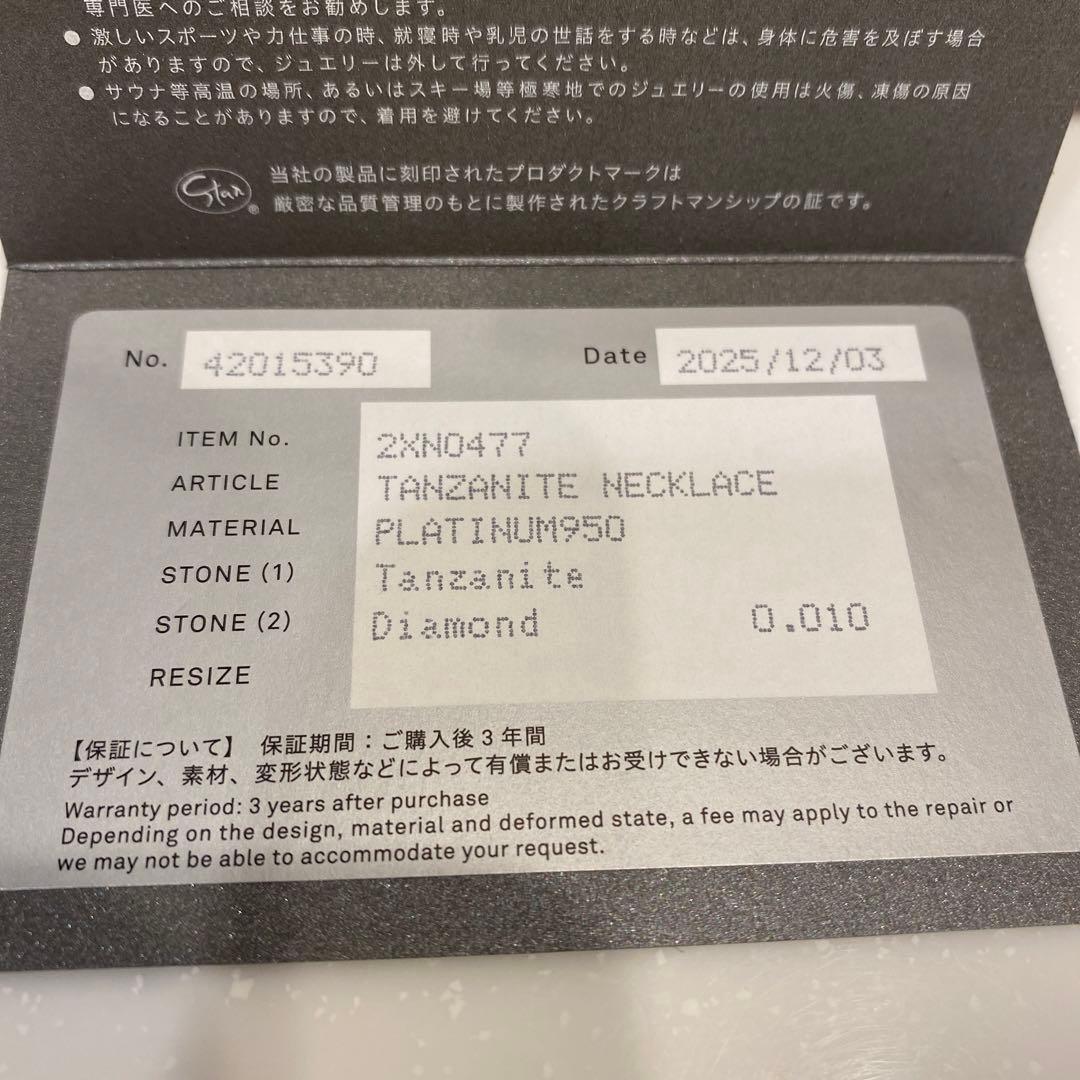 専門医へのご相談をお勧めします。
● 激しいスポーツや力仕事の時、就寝時や乳児の世話をする時などは、身体に危害を及ぼす場合
がありますので、ジュエリーは外して行ってください。
● サウナ等高温の場所、あるいはスキー場等極寒地でのジュエリーの使用は火傷、凍傷の原因
になることがありますので、着用を避けてください。
Star® 当社の製品に刻印されたプロダクトマークは
厳密な品質管理のもとに製作されたクラフトマンシップの証です。
No. 42015390 Date 2025/12/03
ITEM No. 2XN0477
ARTICLE TANZANITE NECKLACE
MATERIAL PLATINUM950
STONE (1) Tanzanite
STONE (2) Diamond 0.010
RESIZE
【保証について】 保証期間：ご購入後3年間
デザイン、素材、変形状態などによって有償またはお受けできない場合がございます。
Warranty period: 3 years after purchase
Depending on the design, material and deformed state, a fee may apply to the repair or
we may not be able to accommodate your request.